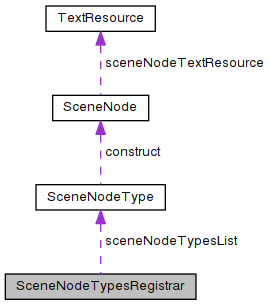 TextResource
sceneNodeTextResource
SceneNode
construct
SceneNodeType
sceneNodeTypesList
SceneNodeTypesRegistrar